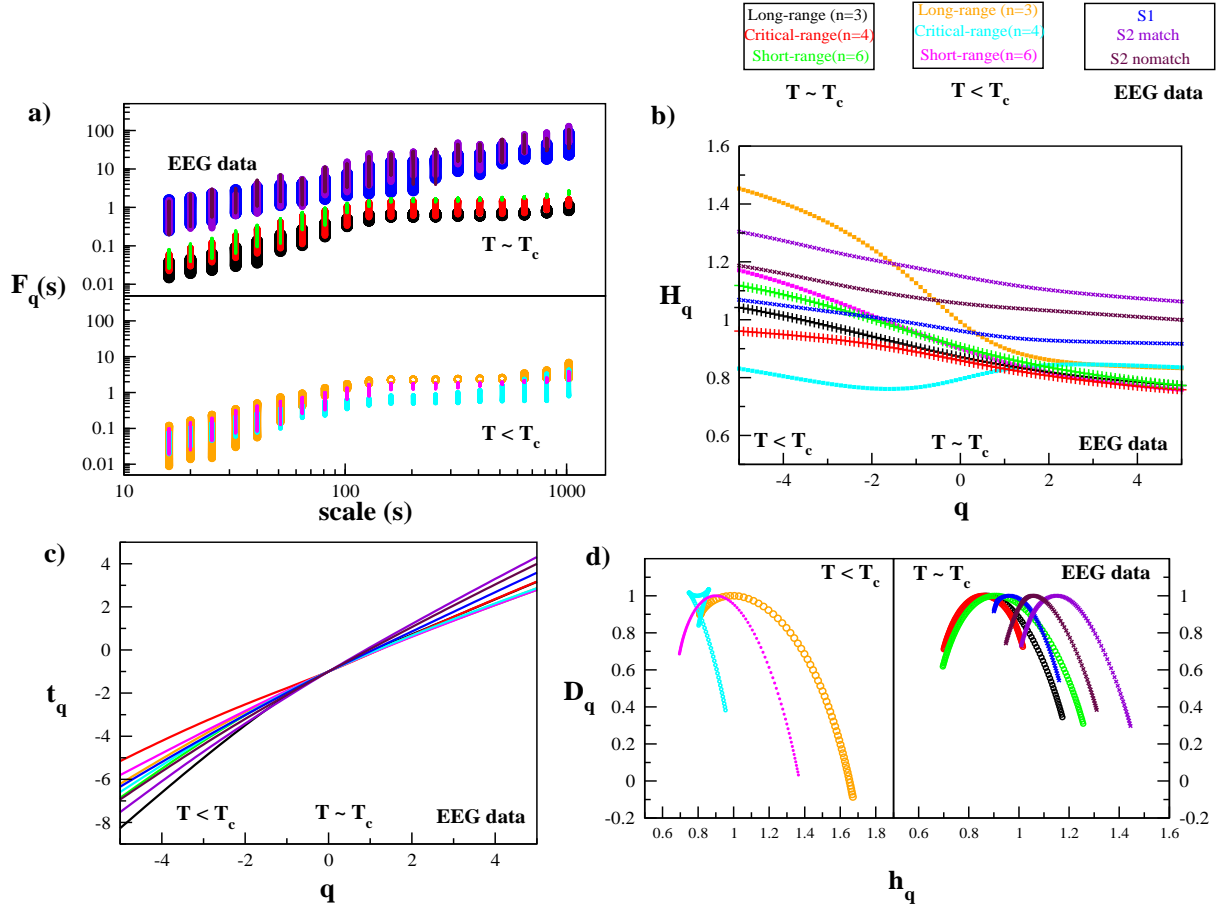 Long-range (n=3)
Critical-range(n=4)
Short-range(n=6)
T ~ Tc
Long-range (n=3)
Critical-range(n=4)
Short-range(n=6)
T < Tc
S1
S2 match
S2 nomatch
EEG data
a)
100
10
1
0.1
0.01
EEG data
T ~ Tc
Fq(s)
100
10
1
0.1
0.01
T < Tc
10
100
1000
scale (s)
b)
1.6
1.4
1.2
1
0.8
0.6
Hq
T < Tc
T ~ Tc
EEG data
-4
-2
0
2
4
q
c)
4
2
0
-2
-4
-6
-8
tq
T < Tc
T ~ Tc
EEG data
-4
-2
0
2
4
q
d)
T < Tc
T ~ Tc
EEG data
1
0.8
0.6
0.4
0.2
0
-0.2
Dq
1
0.8
0.6
0.4
0.2
0
-0.2
0.6
0.8
1
1.2
1.4
1.6
0.6
0.8
1
1.2
1.4
1.6
hq